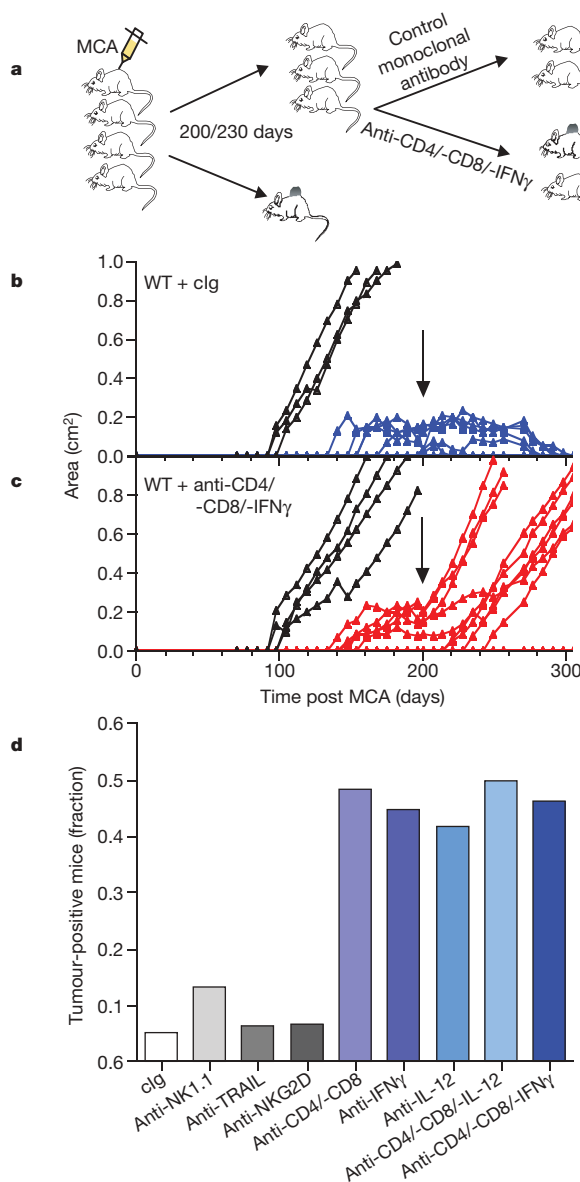 a
MCA
200/230 days
Control
monoclonal
antibody
Anti-CD4/-CD8/-IFNγ
b
WT + cIg
1.0
0.8
0.6
0.4
0.2
0.0
c
WT + anti-CD4/
-CD8/-IFNγ
0.8
0.6
0.4
0.2
0.0
Area (cm²)
0
100
200
300
Time post MCA (days)
d
Tumour-positive mice (fraction)
0.6
0.5
0.4
0.3
0.2
0.1
0.6
cIg
Anti-NK1.1
Anti-TRAIL
Anti-NKG2D
Anti-CD4/-CD8
Anti-IFNγ
Anti-IL-12
Anti-CD4/-CD8/-IL-12
Anti-CD4/-CD8/-IFNγ